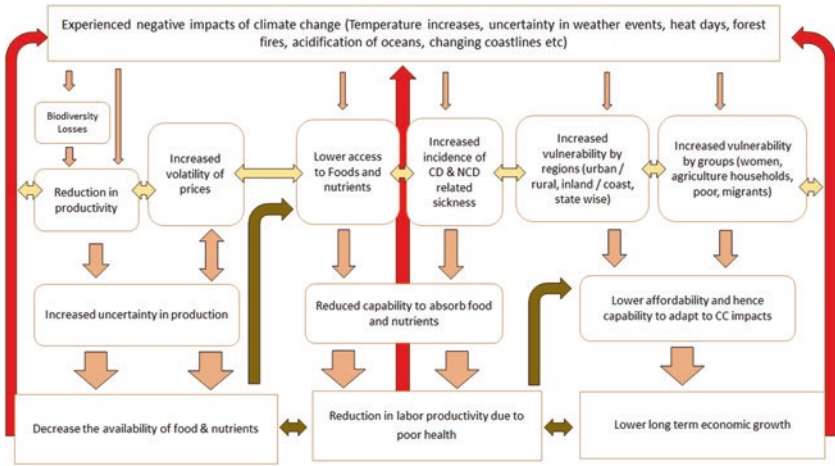 Experienced negative impacts of climate change (Temperature increases, uncertainty in weather events, heat days, forest
fires, acidification of oceans, changing coastlines etc)
Biodiversity
Losses
Reduction in
productivity
Increased
volatility of
prices
Lower access
to Foods and
nutrients
Increased
incidence of
CD & NCD
related
sickness
Increased
vulnerability by
regions (urban /
rural, inland / coast,
state wise)
Increased vulnerability
by groups (women,
agriculture households,
poor, migrants)
Increased uncertainty in production
Reduced capability to absorb food
and nutrients
Lower affordability and hence
capability to adapt to CC impacts
Decrease the availability of food & nutrients
Reduction in labor productivity due to
poor health
Lower long term economic growth